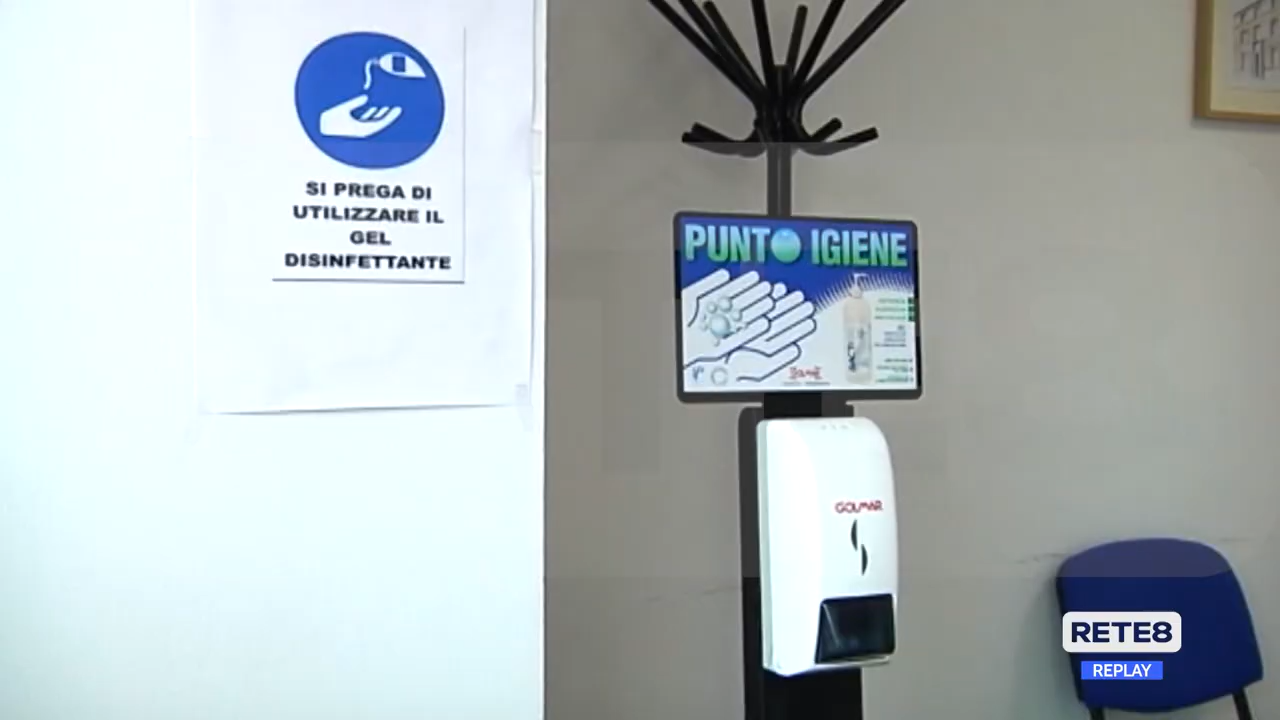 SI PREGA DI
UTILIZZARE IL
GEL
DISINFETTANTE
PUNTO IGIENE
GOLMAR
RETE8
REPLAY